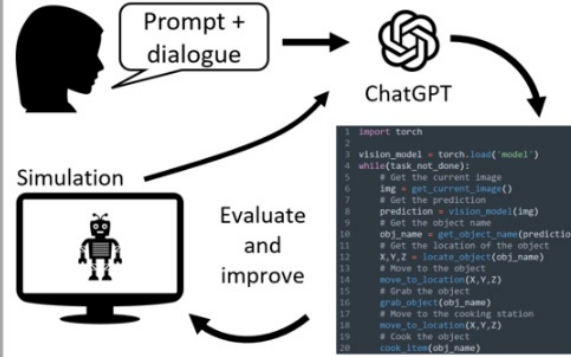 Prompt +
dialogue
ChatGPT
Simulation
Evaluate
and
improve
1 import torch
2
3 vision_model = torch.load('model')
4 while(task_not_done):
5 # Get the current image
6 img = get_current_image()
7 # Get the prediction
8 prediction = vision_model(img)
9 # Get the object name
10 obj_name = get_object_name(predictio
11 # Get the location of the object
12 X,Y,Z = locate_object(obj_name)
13 # Move to the object
14 move_to_location(X,Y,Z)
15 # Grab the object
16 grab_object(obj_name)
17 # Move to the cooking station
18 move_to_location(X,Y,Z)
19 # Cook the object
20 cook_item(obj_name)